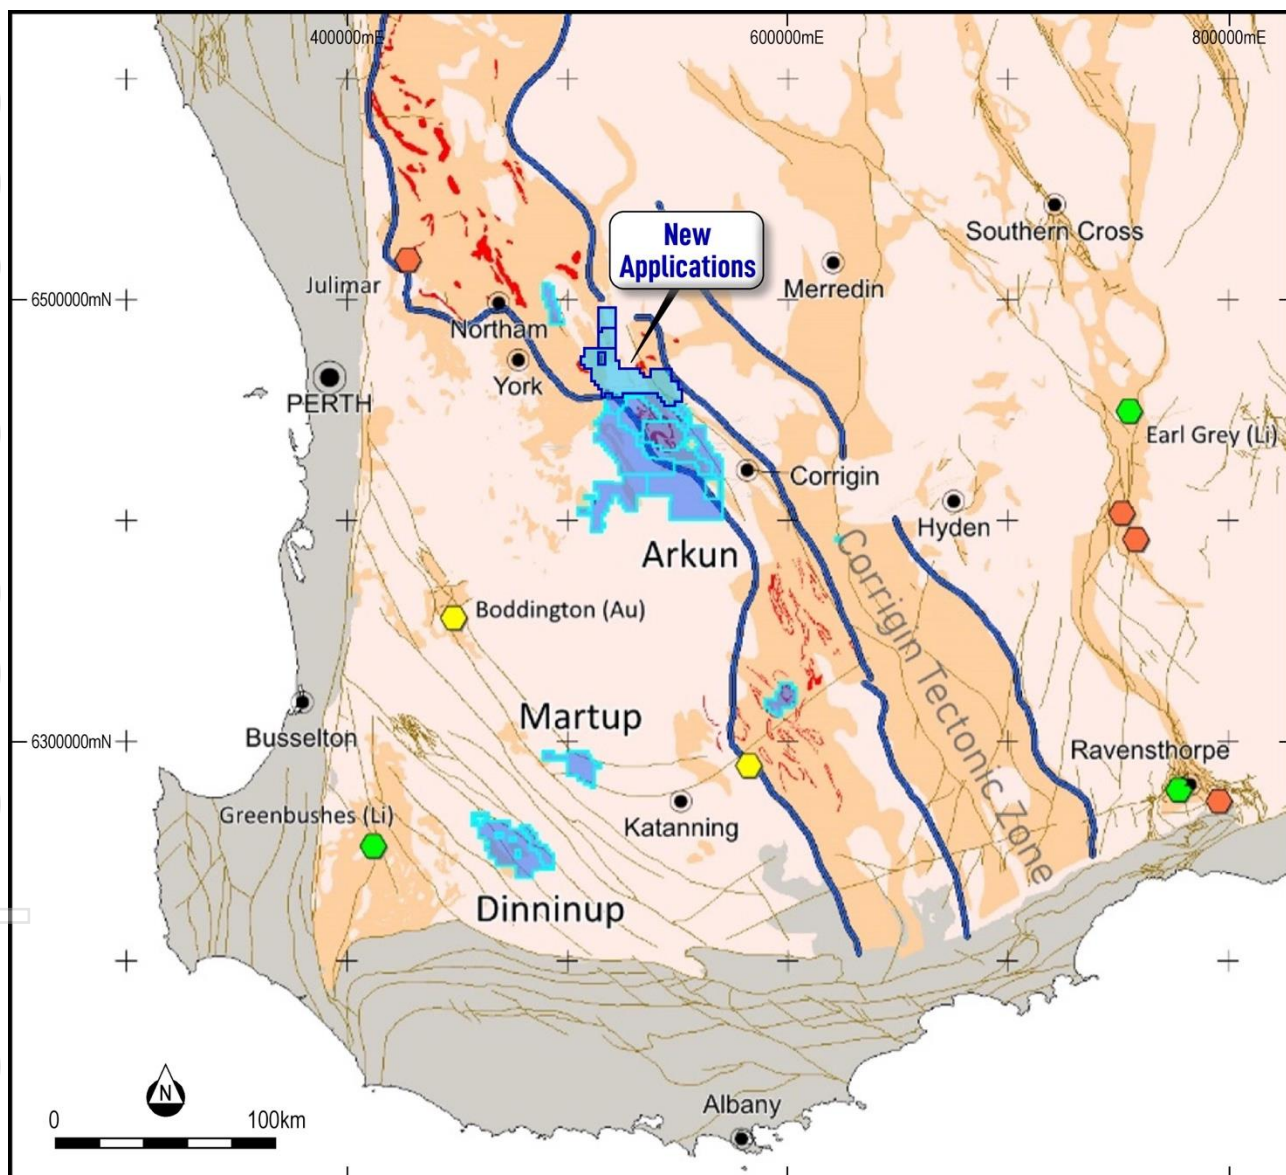 400000mE
600000mE
800000mE
Southern Cross
New
Applications
Merredin
Julimar
6500000mN
Northam
York
PERTH
Earl Grey (Li)
Corrigin
Hyden
Arkun
Corrigin Tectonic Zone
Boddington (Au)
Martup
Busselton
6300000mN
Ravensthorpe
Greenbushes (Li)
Katanning
Dinninup
N
0
100km
Albany